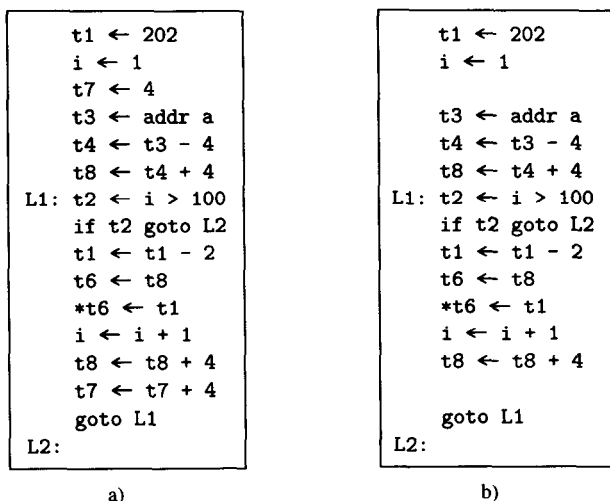 t1 ← 202
i ← 1
t7 ← 4
t3 ← addr a
t4 ← t3 - 4
t8 ← t4 + 4
L1: t2 ← i > 100
if t2 goto L2
t1 ← t1 - 2
t6 ← t8
*t6 ← t1
i ← i + 1
t8 ← t8 + 4
t7 ← t7 + 4
goto L1
L2:
a)
t1 ← 202
i ← 1
t3 ← addr a
t4 ← t3 - 4
t8 ← t4 + 4
L1: t2 ← i > 100
if t2 goto L2
t1 ← t1 - 2
t6 ← t8
*t6 ← t1
i ← i + 1
t8 ← t8 + 4
goto L1
L2:
b)